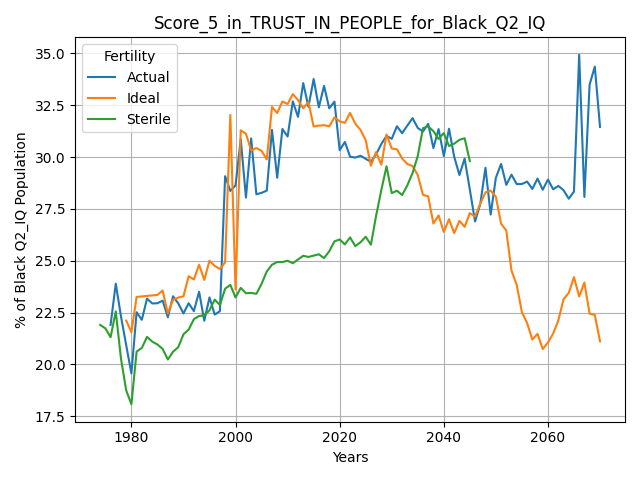 Score_5_in_TRUST_IN_PEOPLE_for_Black_Q2_IQ
Fertility
Actual
Ideal
Sterile
% of Black Q2_IQ Population
35.0
32.5
30.0
27.5
25.0
22.5
20.0
17.5
1980 2000 2020 2040 2060
Years